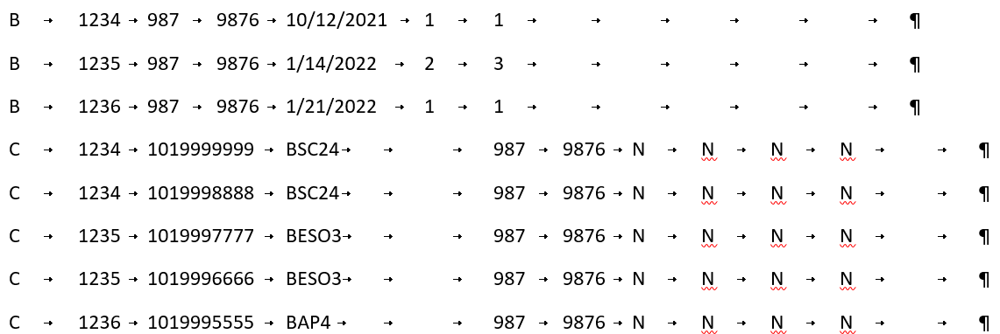 B → 1234 → 987 → 9876 → 10/12/2021 → 1 → 1 → → → → → → ¶
B → 1235 → 987 → 9876 → 1/14/2022 → 2 → 3 → → → → → → ¶
B → 1236 → 987 → 9876 → 1/21/2022 → 1 → 1 → → → → → → ¶
C → 1234 → 1019999999 → BSC24 → → → 987 → 9876 → N → N → N → N → → ¶
C → 1234 → 1019998888 → BSC24 → → → 987 → 9876 → N → N → N → N → → ¶
C → 1235 → 1019997777 → BESO3 → → → 987 → 9876 → N → N → N → N → → ¶
C → 1235 → 1019996666 → BESO3 → → → 987 → 9876 → N → N → N → N → → ¶
C → 1236 → 1019995555 → BAP4 → → → 987 → 9876 → N → N → N → N → → ¶